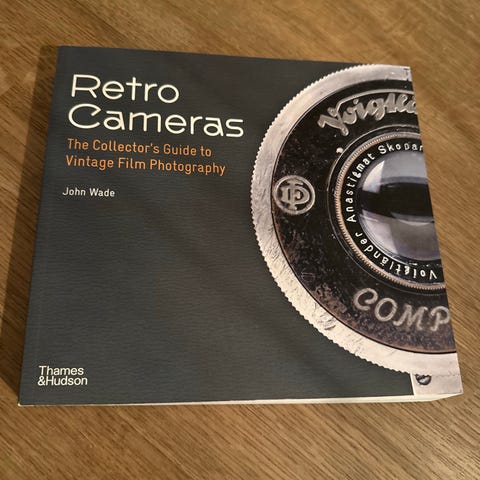 Retro
Cameras
The Collector's Guide to
Vintage Film Photography
John Wade
Thames
&Hudson
Voigtländer Anastigmat Skopar
COMP